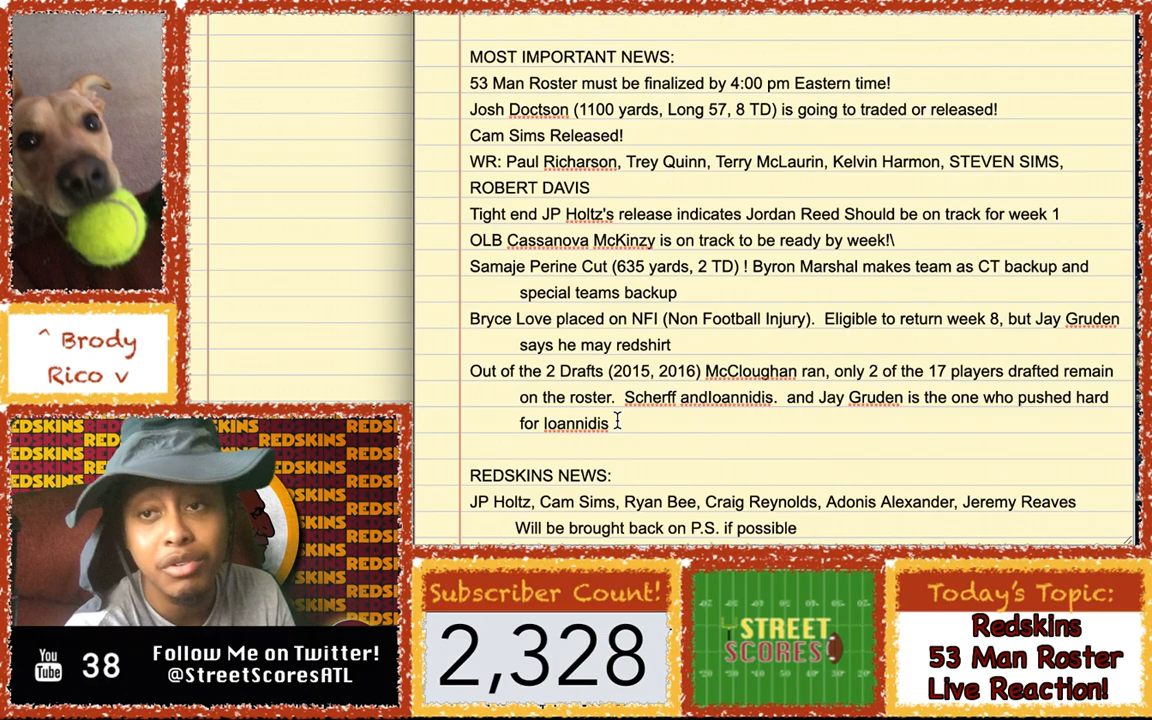 MOST IMPORTANT NEWS:
53 Man Roster must be finalized by 4:00 pm Eastern time!
Josh Doctson (1100 yards, Long 57, 8 TD) is going to traded or released!
Cam Sims Released!
WR: Paul Richarson, Trey Quinn, Terry McLaurin, Kelvin Harmon, STEVEN SIMS,
ROBERT DAVIS
Tight end JP Holtz's release indicates Jordan Reed Should be on track for week 1
OLB Cassanova McKinzy is on track to be ready by week!\
Samaje Perine Cut (635 yards, 2 TD) ! Byron Marshal makes team as CT backup and
special teams backup
Bryce Love placed on NFI (Non Football Injury). Eligible to return week 8, but Jay Gruden
says he may redshirt
Out of the 2 Drafts (2015, 2016) McCloughan ran, only 2 of the 17 players drafted remain
on the roster. Scherff andIoannidis. and Jay Gruden is the one who pushed hard
for Ioannidis
REDSKINS NEWS:
JP Holtz, Cam Sims, Ryan Bee, Craig Reynolds, Adonis Alexander, Jeremy Reaves
Will be brought back on P.S. if possible
^ Brody
Rico v
REDSKINS
You Tube 38
Follow Me on Twitter!
@StreetScoresATL
Subscriber Count!
2,328
STREET
SCORES
Today's Topic:
Redskins
53 Man Roster
Live Reaction!